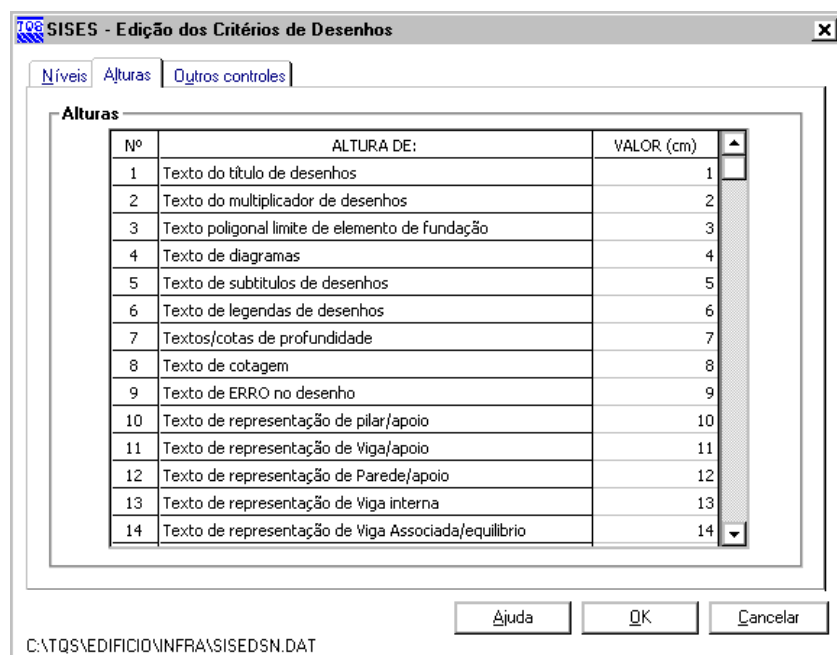 TQS SISES - Edição dos Critérios de Desenhos
Níveis Alturas Outros controles
Alturas
Nº ALTURA DE: VALOR (cm)
1 Texto do título de desenhos 1
2 Texto do multiplicador de desenhos 2
3 Texto poligonal limite de elemento de fundação 3
4 Texto de diagramas 4
5 Texto de subtitulos de desenhos 5
6 Texto de legendas de desenhos 6
7 Textos/cotas de profundidade 7
8 Texto de cotagem 8
9 Texto de ERRO no desenho 9
10 Texto de representação de pilar/apoio 10
11 Texto de representação de Viga/apoio 11
12 Texto de representação de Parede/apoio 12
13 Texto de representação de Viga interna 13
14 Texto de representação de Viga Associada/equilibrio 14
Ajuda OK Cancelar
C:\TQS\EDIFICIO\INFRA\SISEDSN.DAT